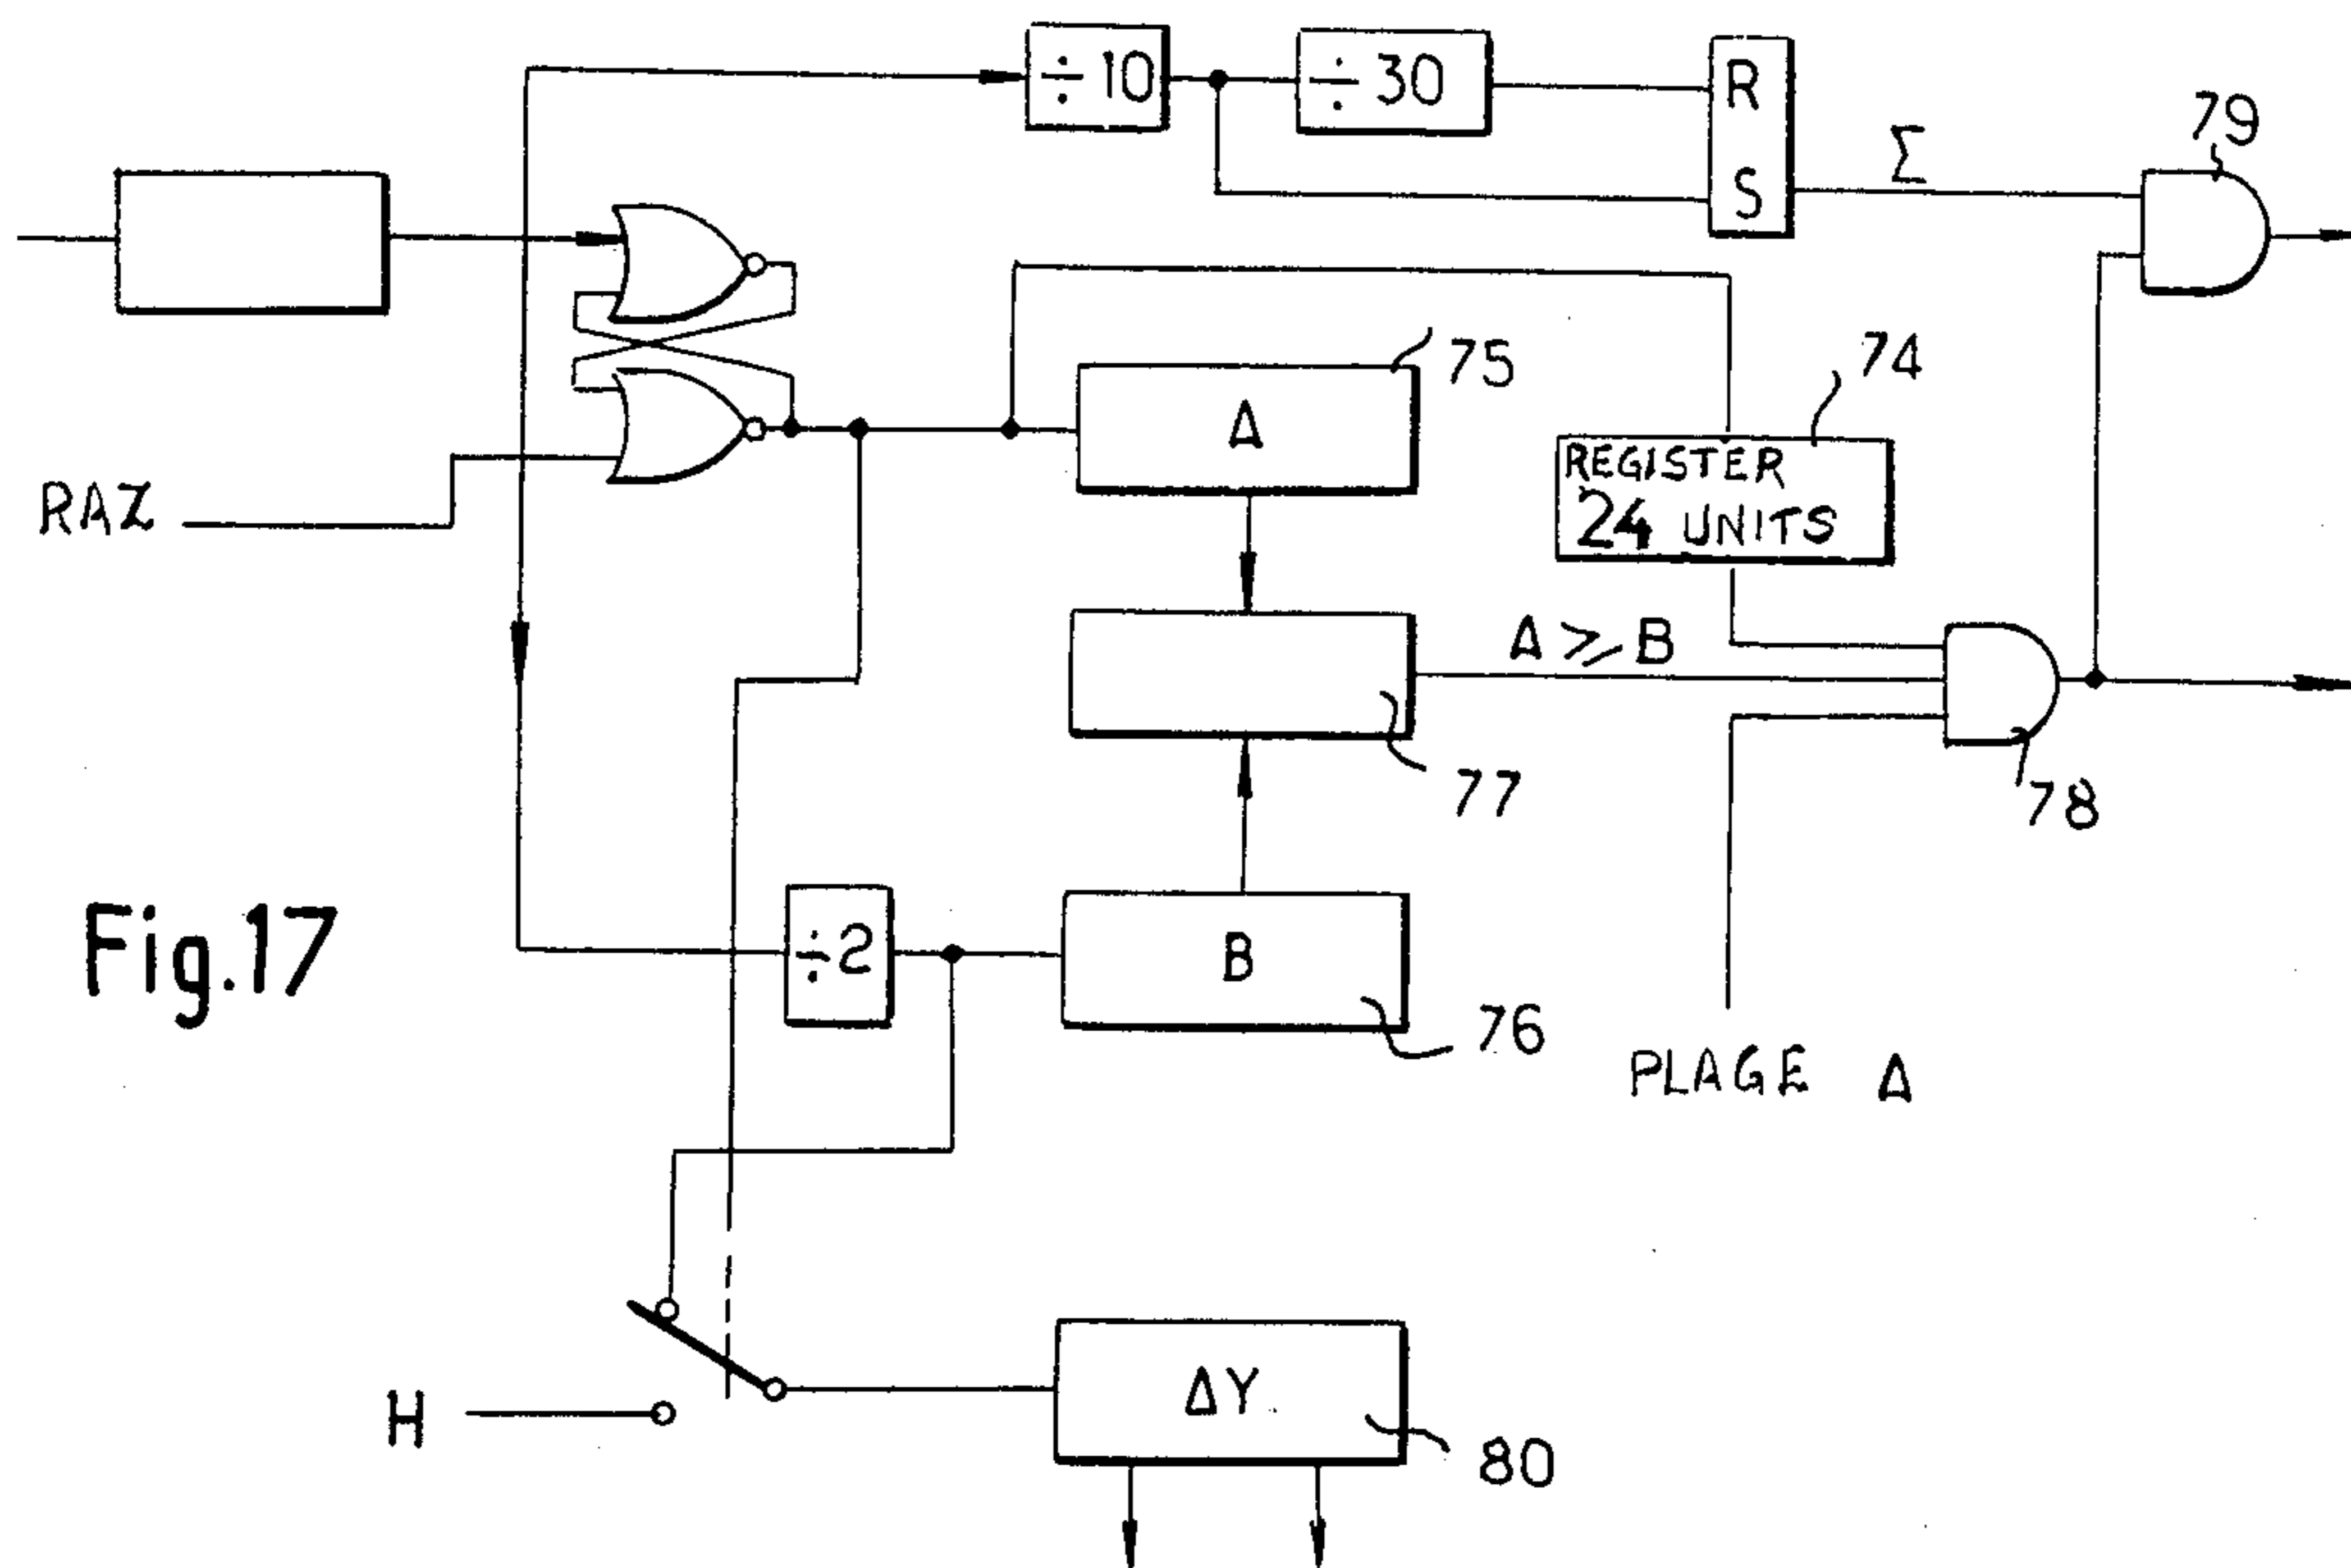 ÷ 10
÷ 30
R
S
Σ
79
RAZ
75
A
74
REGISTER
24 UNITS
A ⩾ B
77
78
Fig.17
÷2
B
76
PLAGE Δ
H
ΔY
80